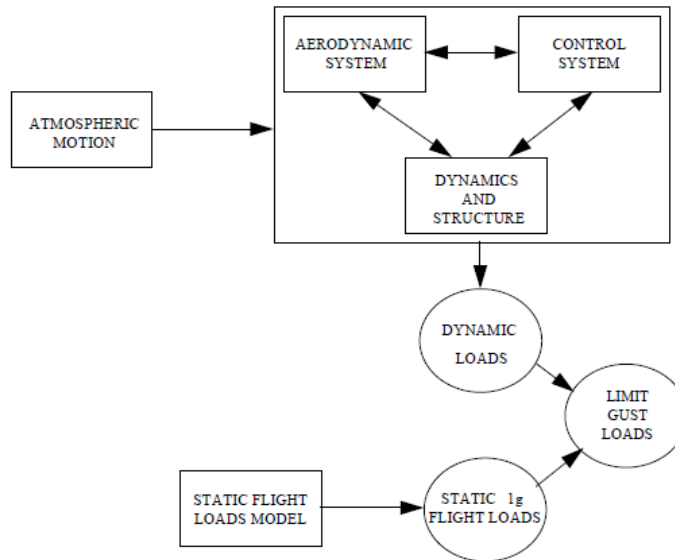 AERODYNAMIC
SYSTEM
CONTROL
SYSTEM
ATMOSPHERIC
MOTION
DYNAMICS
AND
STRUCTURE
DYNAMIC
LOADS
LIMIT
GUST
LOADS
STATIC FLIGHT
LOADS MODEL
STATIC 1g
FLIGHT LOADS